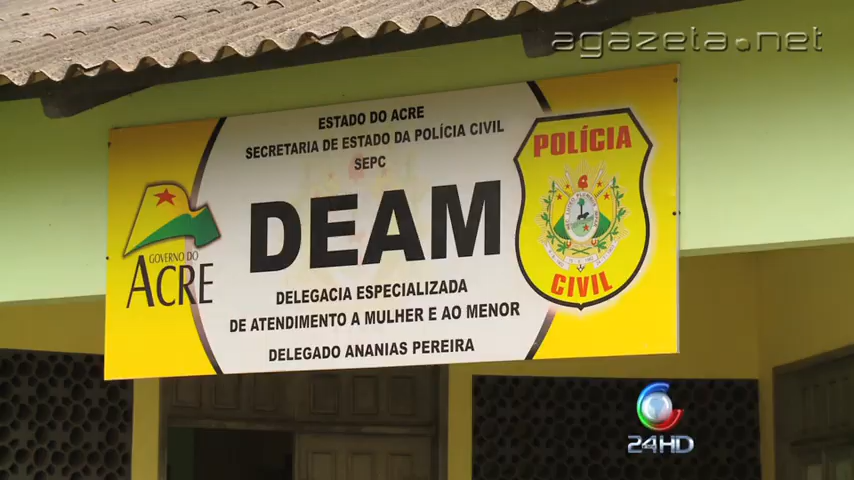 agazeta.net
ESTADO DO ACRE
SECRETARIA DE ESTADO DA POLÍCIA CIVIL
SEPC
DEAM
DELEGACIA ESPECIALIZADA
DE ATENDIMENTO A MULHER E AO MENOR
DELEGADO ANANIAS PEREIRA
GOVERNO DO
ACRE
POLÍCIA
CIVIL
24HD